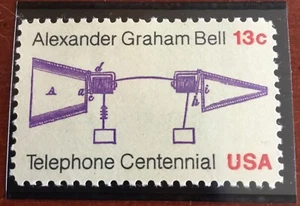 Alexander Graham Bell 13c
A
a
c
d
b
i
Telephone Centennial USA